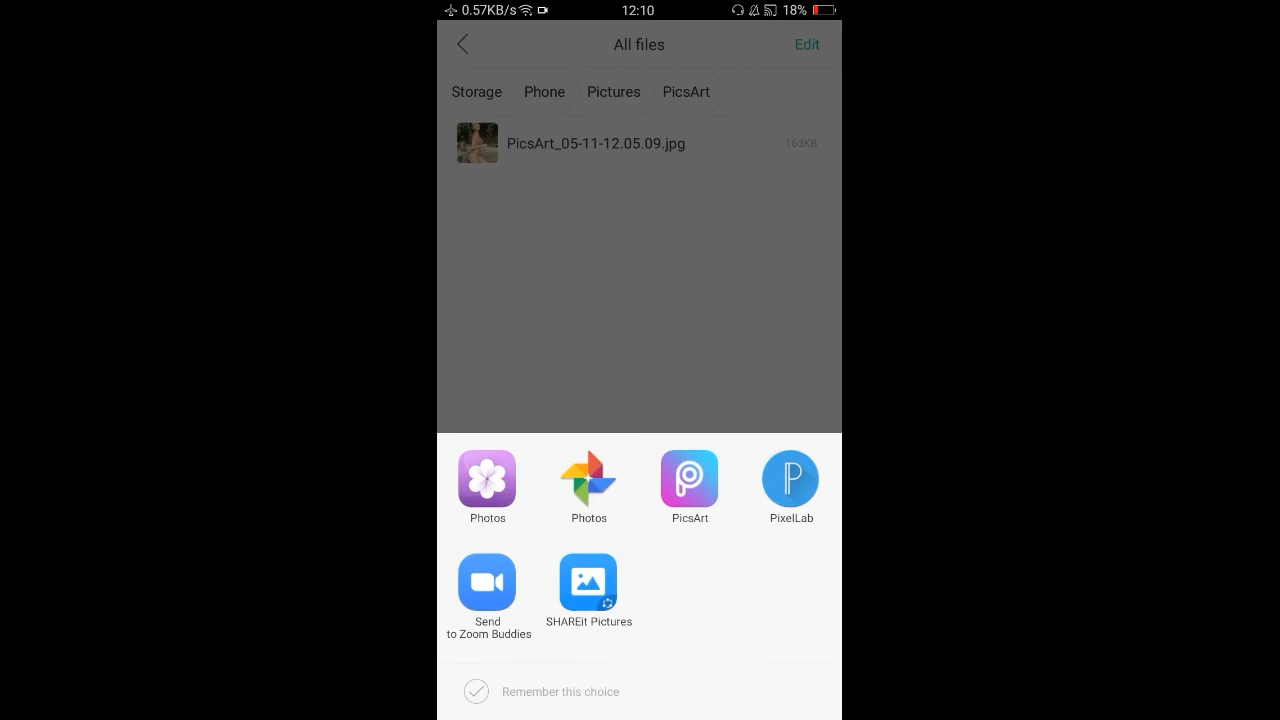 0.57KB/s 12:10 18%
All files Edit
Storage Phone Pictures PicsArt
PicsArt_05-11-12.05.09.jpg 163KB
Photos Photos PicsArt PixelLab
Send
to Zoom Buddies
SHAREit Pictures
Remember this choice